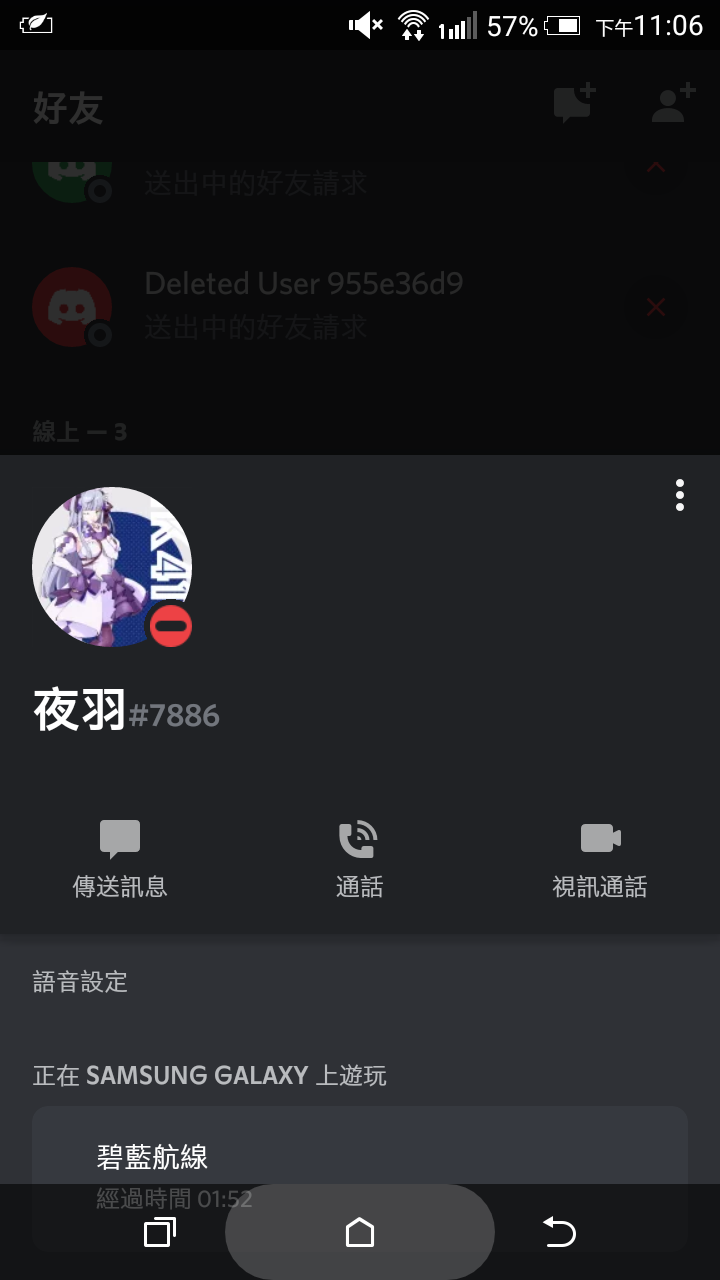 57% 下午11:06
好友
送出中的好友請求
Deleted User 955e36d9
送出中的好友請求
線上 — 3
夜羽#7886
傳送訊息 通話 視訊通話
語音設定
正在 SAMSUNG GALAXY 上遊玩
碧藍航線
經過時間 01:52